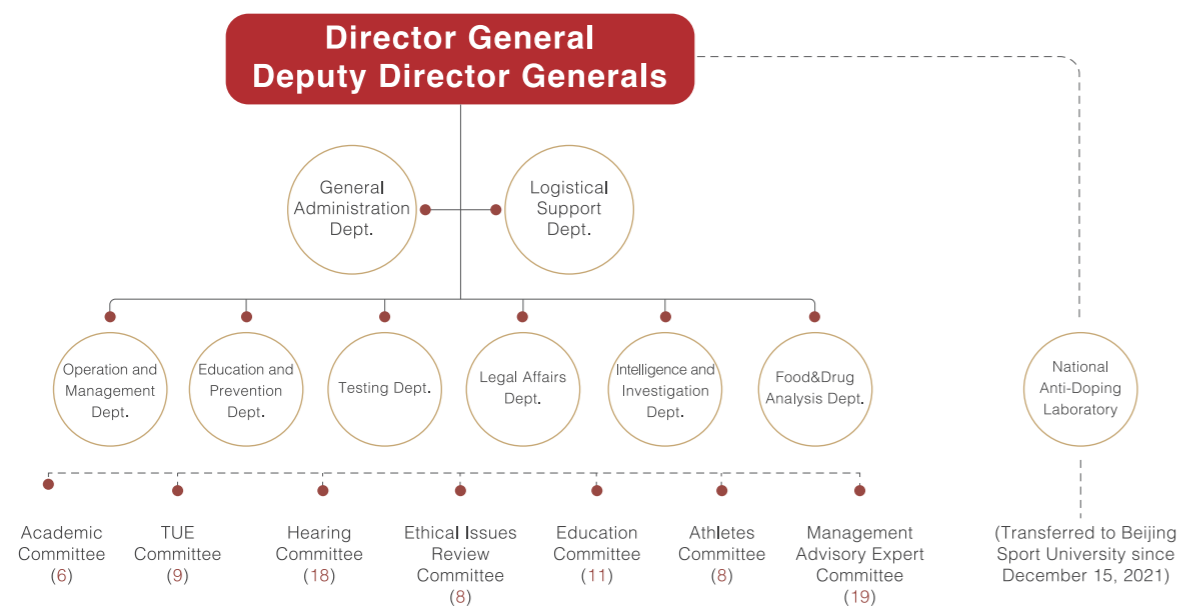 Director General
Deputy Director Generals
General
Administration
Dept.
Logistical
Support
Dept.
Operation and
Management
Dept.
Education and
Prevention
Dept.
Testing Dept.
Legal Affairs
Dept.
Intelligence and
Investigation
Dept.
Food&Drug
Analysis Dept.
National
Anti-Doping
Laboratory
Academic
Committee
(6)
TUE
Committee
(9)
Hearing
Committee
(18)
Ethical Issues
Review
Committee
(8)
Education
Committee
(11)
Athletes
Committee
(8)
Management
Advisory Expert
Committee
(19)
(Transferred to Beijing
Sport University since
December 15, 2021)